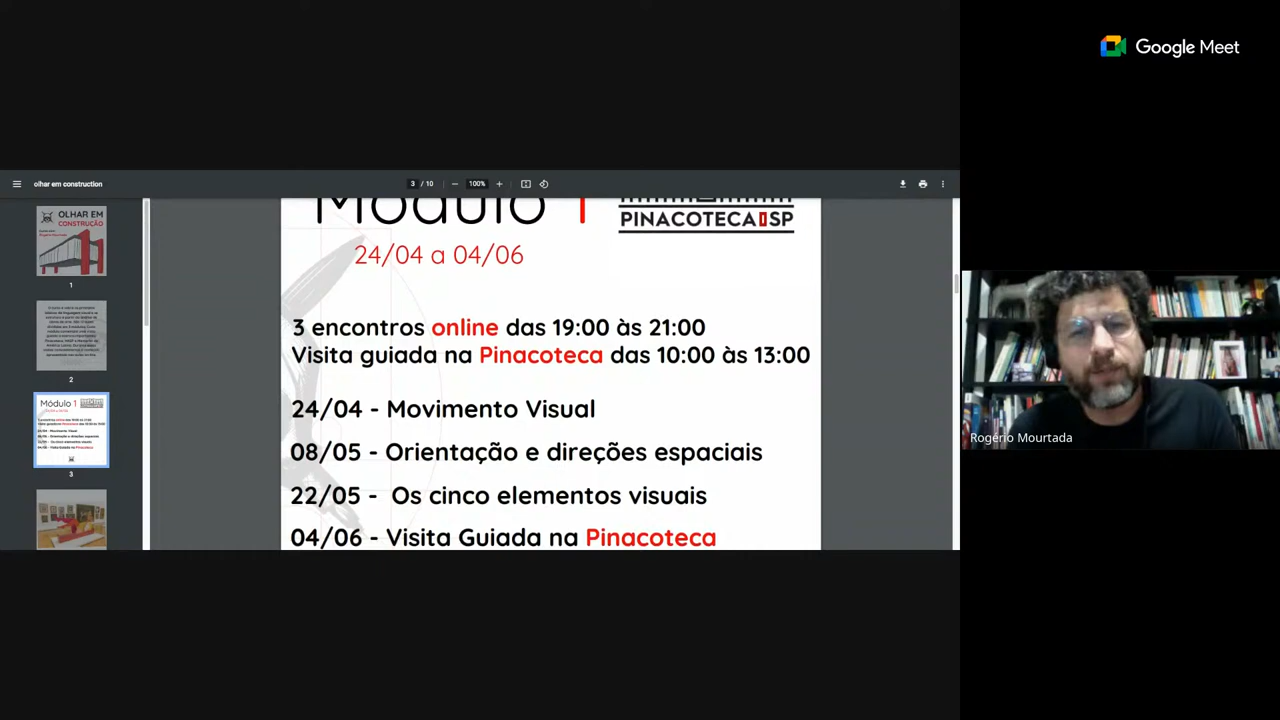 Google Meet
olhar em construction
3 / 10
100%
OLHAR EM
CONSTRUÇÃO
1
2
Módulo 1
3
Módulo 1
PINACOTECA SP
24/04 a 04/06
3 encontros online das 19:00 às 21:00
Visita guiada na Pinacoteca das 10:00 às 13:00
24/04 - Movimento Visual
08/05 - Orientação e direções espaciais
22/05 - Os cinco elementos visuais
04/06 - Visita Guiada na Pinacoteca
Rogério Mourtada